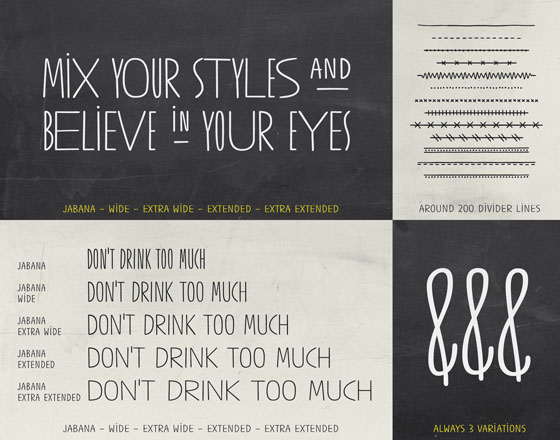 MiX YOUR STYLES AND
BELiEVE iN YOUR EYES
JABANA – WiDE – EXTRA WiDE – EXTENDED – EXTRA EXTENDED
AROUND 200 DiViDER LiNES
JABANA DON'T DRINK TOO MUCH
JABANA
WiDE DON'T DRINK TOO MUCH
JABANA
EXTRA WiDE DON'T DRINK TOO MUCH
JABANA
EXTENDED DON'T DRINK TOO MUCH
JABANA
EXTRA EXTENDED DON'T DRINK TOO MUCH
JABANA – WiDE – EXTRA WiDE – EXTENDED – EXTRA EXTENDED
&&&
ALWAYS 3 VARiATiONS